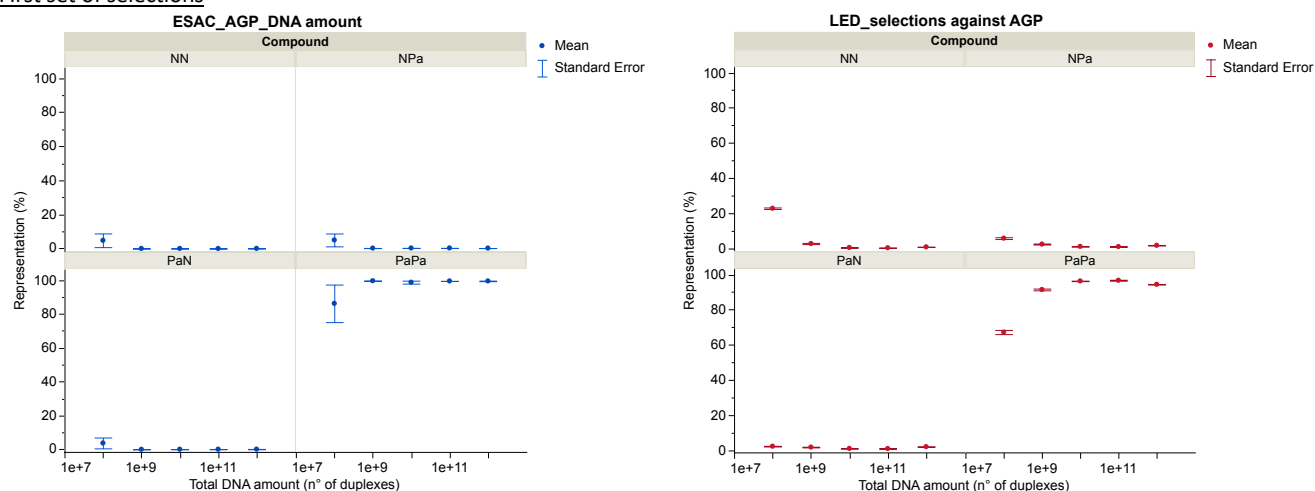 First set of selections
ESAC_AGP_DNA amount
Compound
NN NPa
Mean
Standard Error
100
80
60
40
20
0
PaN PaPa
100
80
60
40
20
0
Representation (%)
1e+7 1e+9 1e+11 1e+7 1e+9 1e+11
Total DNA amount (n° of duplexes)
LED_selections against AGP
Compound
NN NPa
Mean
Standard Error
100
80
60
40
20
0
PaN PaPa
100
80
60
40
20
0
Representation (%)
1e+7 1e+9 1e+11 1e+7 1e+9 1e+11
Total DNA amount (n° of duplexes)